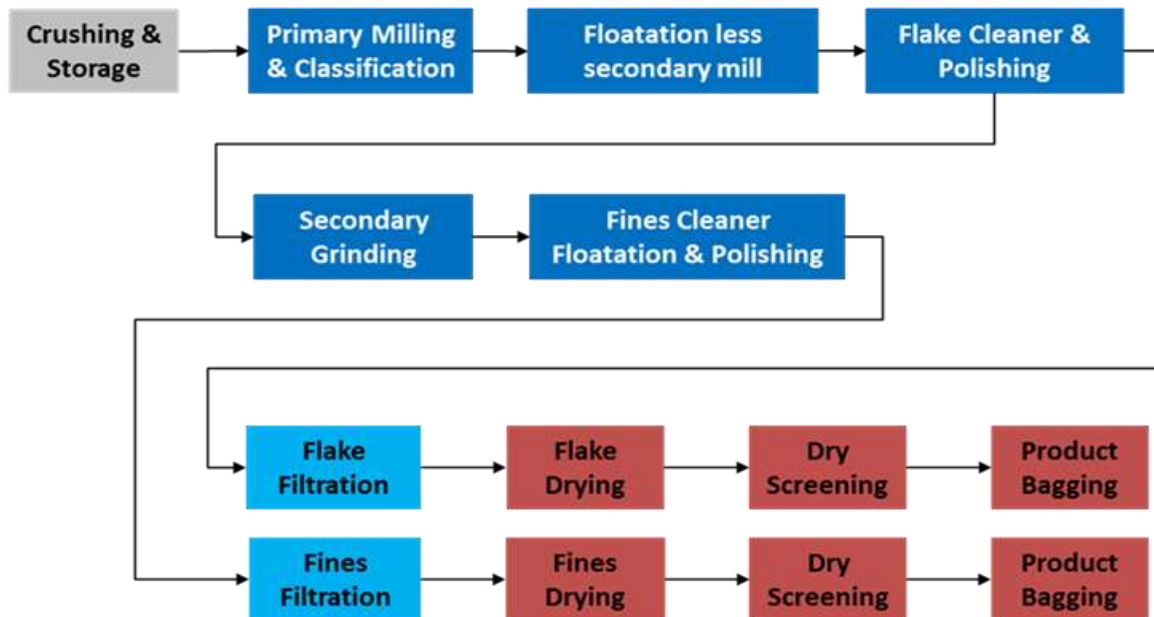 Crushing &
Storage
Primary Milling
& Classification
Floatation less
secondary mill
Flake Cleaner &
Polishing
Secondary
Grinding
Fines Cleaner
Floatation & Polishing
Flake
Filtration
Flake
Drying
Dry
Screening
Product
Bagging
Fines
Filtration
Fines
Drying
Dry
Screening
Product
Bagging